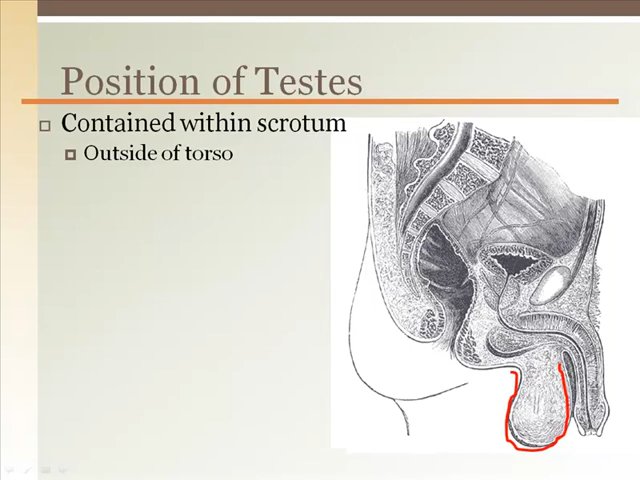 Position of Testes
Contained within scrotum
Outside of torso